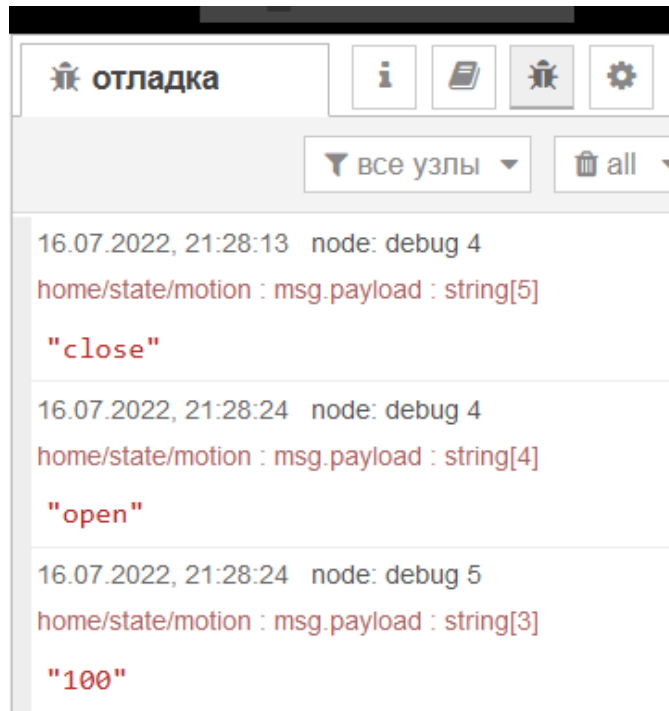 отладка
все узлы all
16.07.2022, 21:28:13 node: debug 4
home/state/motion : msg.payload : string[5]
"close"
16.07.2022, 21:28:24 node: debug 4
home/state/motion : msg.payload : string[4]
"open"
16.07.2022, 21:28:24 node: debug 5
home/state/motion : msg.payload : string[3]
"100"